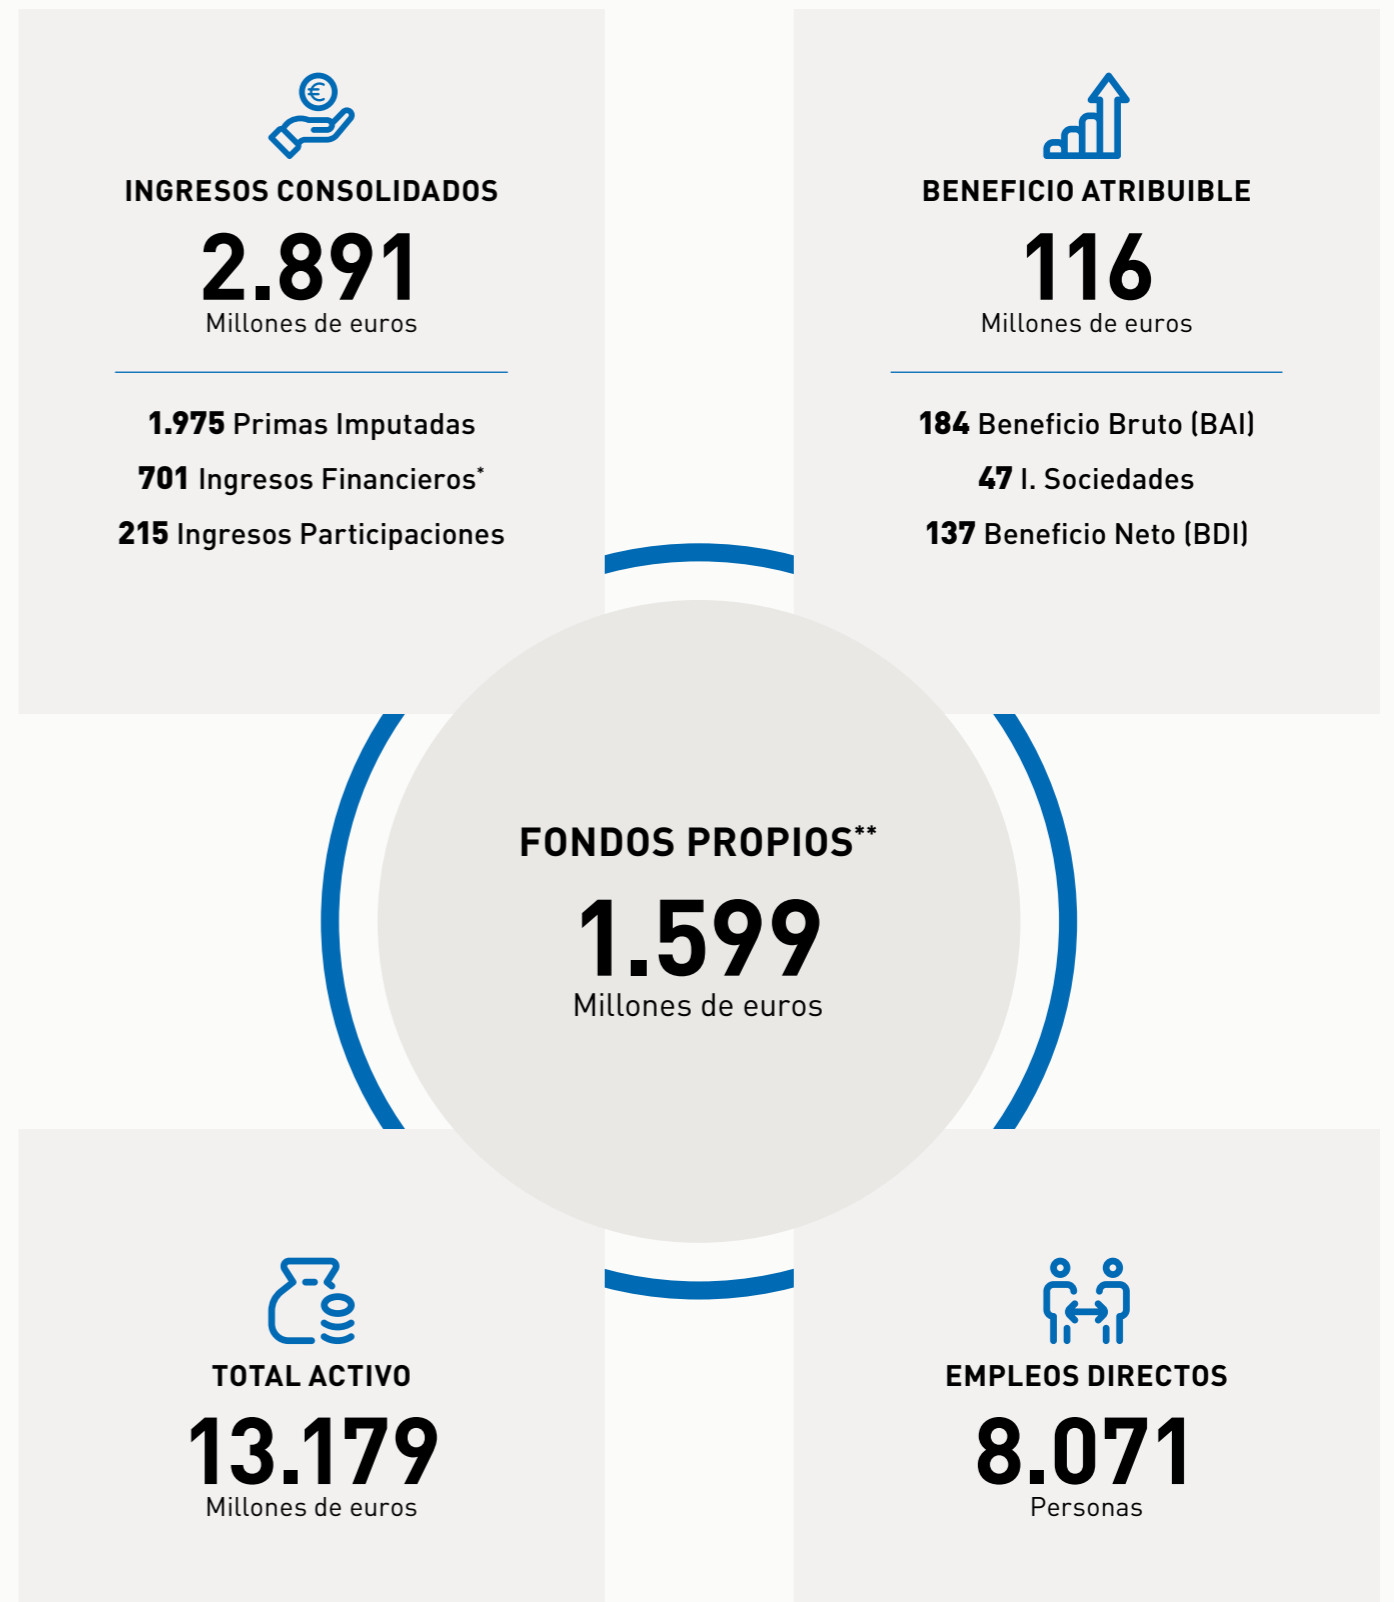 INGRESOS CONSOLIDADOS
2.891
Millones de euros
1.975 Primas Imputadas
701 Ingresos Financieros*
215 Ingresos Participaciones
BENEFICIO ATRIBUIBLE
116
Millones de euros
184 Beneficio Bruto (BAI)
47 I. Sociedades
137 Beneficio Neto (BDI)
FONDOS PROPIOS**
1.599
Millones de euros
TOTAL ACTIVO
13.179
Millones de euros
EMPLEOS DIRECTOS
8.071
Personas